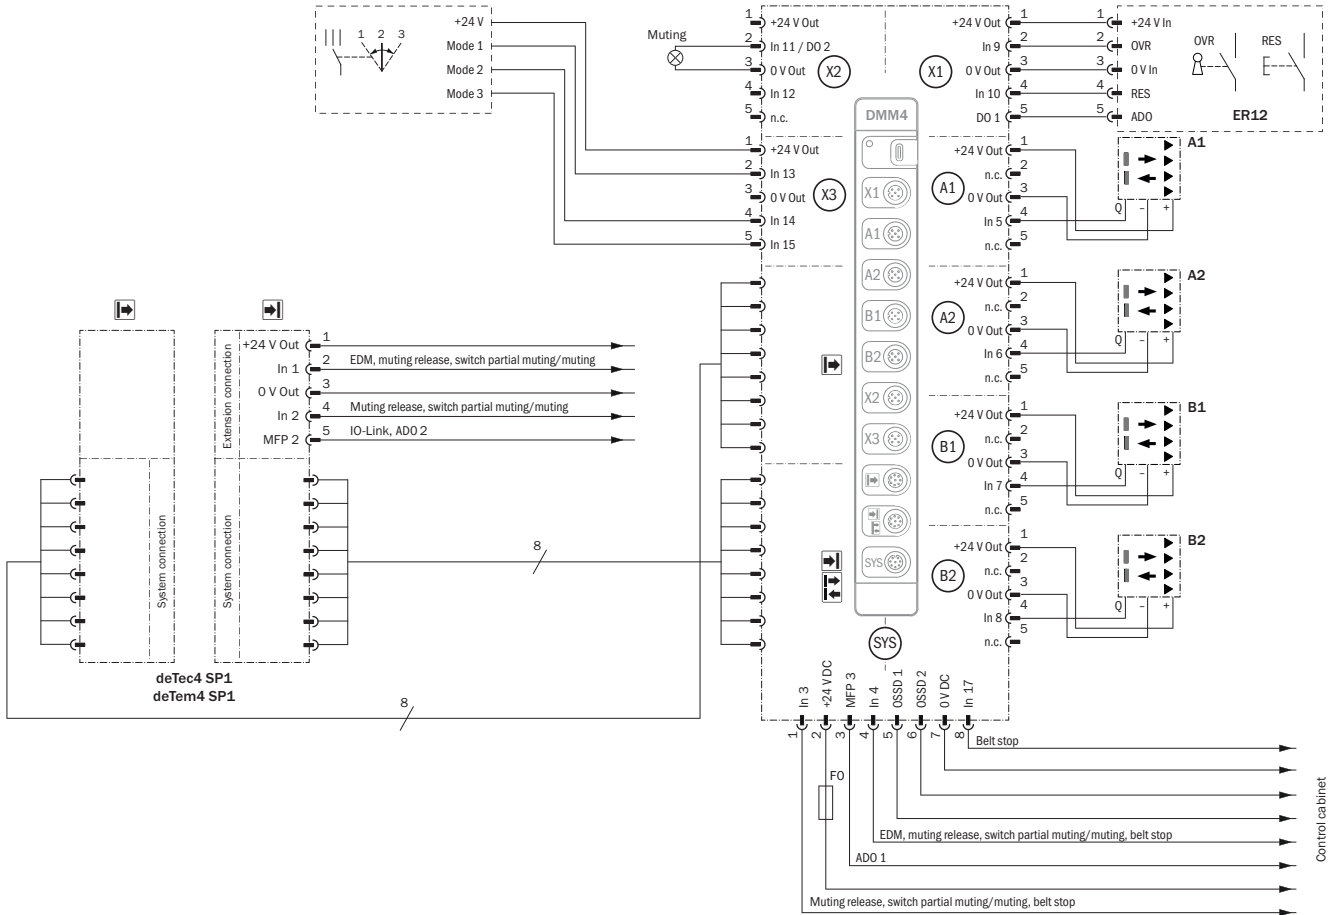 1 2 3
+24 V
Mode 1
Mode 2
Mode 3
Muting
1 +24 V Out
2 In 11 / DO 2
3 0 V Out
4 In 12
5 n.c.
X2
X1
+24 V Out 1
In 9 2
0 V Out 3
In 10 4
DO 1 5
1 +24 V In
2 OVR
3 0 V In
4 RES
5 ADO
OVR
RES
ER12
1 +24 V Out
2 In 13
3 0 V Out
4 In 14
5 In 15
X3
DMM4
X1
A1
A2
B1
B2
X2
X3
SYS
A1
+24 V Out 1
n.c. 2
0 V Out 3
In 5 4
n.c. 5
A1
Q – +
A2
+24 V Out 1
n.c. 2
0 V Out 3
In 6 4
n.c. 5
A2
Q – +
B1
+24 V Out 1
n.c. 2
0 V Out 3
In 7 4
n.c. 5
B1
Q – +
B2
+24 V Out 1
n.c. 2
0 V Out 3
In 8 4
n.c. 5
B2
Q – +
Extension connection
+24 V Out 1
In 1 2 EDM, muting release, switch partial muting/muting
0 V Out 3
In 2 4 Muting release, switch partial muting/muting
MFP 2 5 IO-Link, ADO 2
System connection
System connection
deTec4 SP1
deTem4 SP1
8
8
SYS
In 3
+24 V DC
MFP 3
In 4
OSSD 1
OSSD 2
0 V DC
In 17
1 2 3 4 5 6 7 8
F0
Belt stop
EDM, muting release, switch partial muting/muting, belt stop
ADO 1
Muting release, switch partial muting/muting, belt stop
Control cabinet